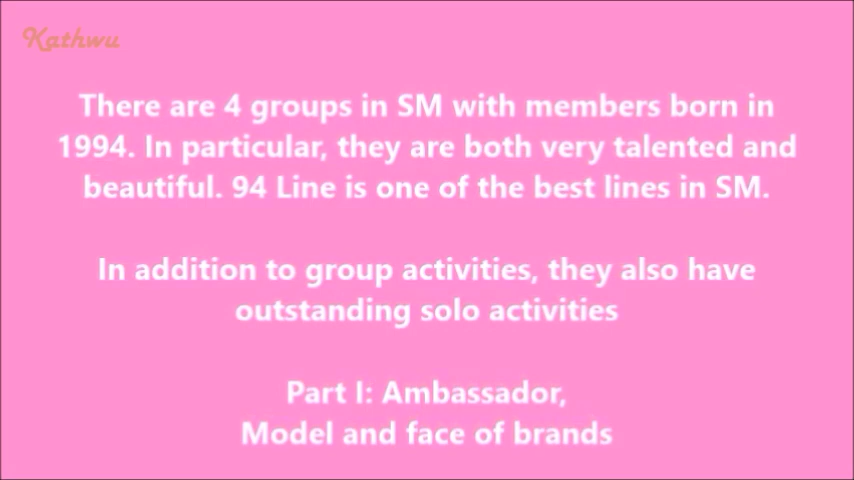 Kathwu
There are 4 groups in SM with members born in
1994. In particular, they are both very talented and
beautiful. 94 Line is one of the best lines in SM.
In addition to group activities, they also have
outstanding solo activities
Part I: Ambassador,
Model and face of brands